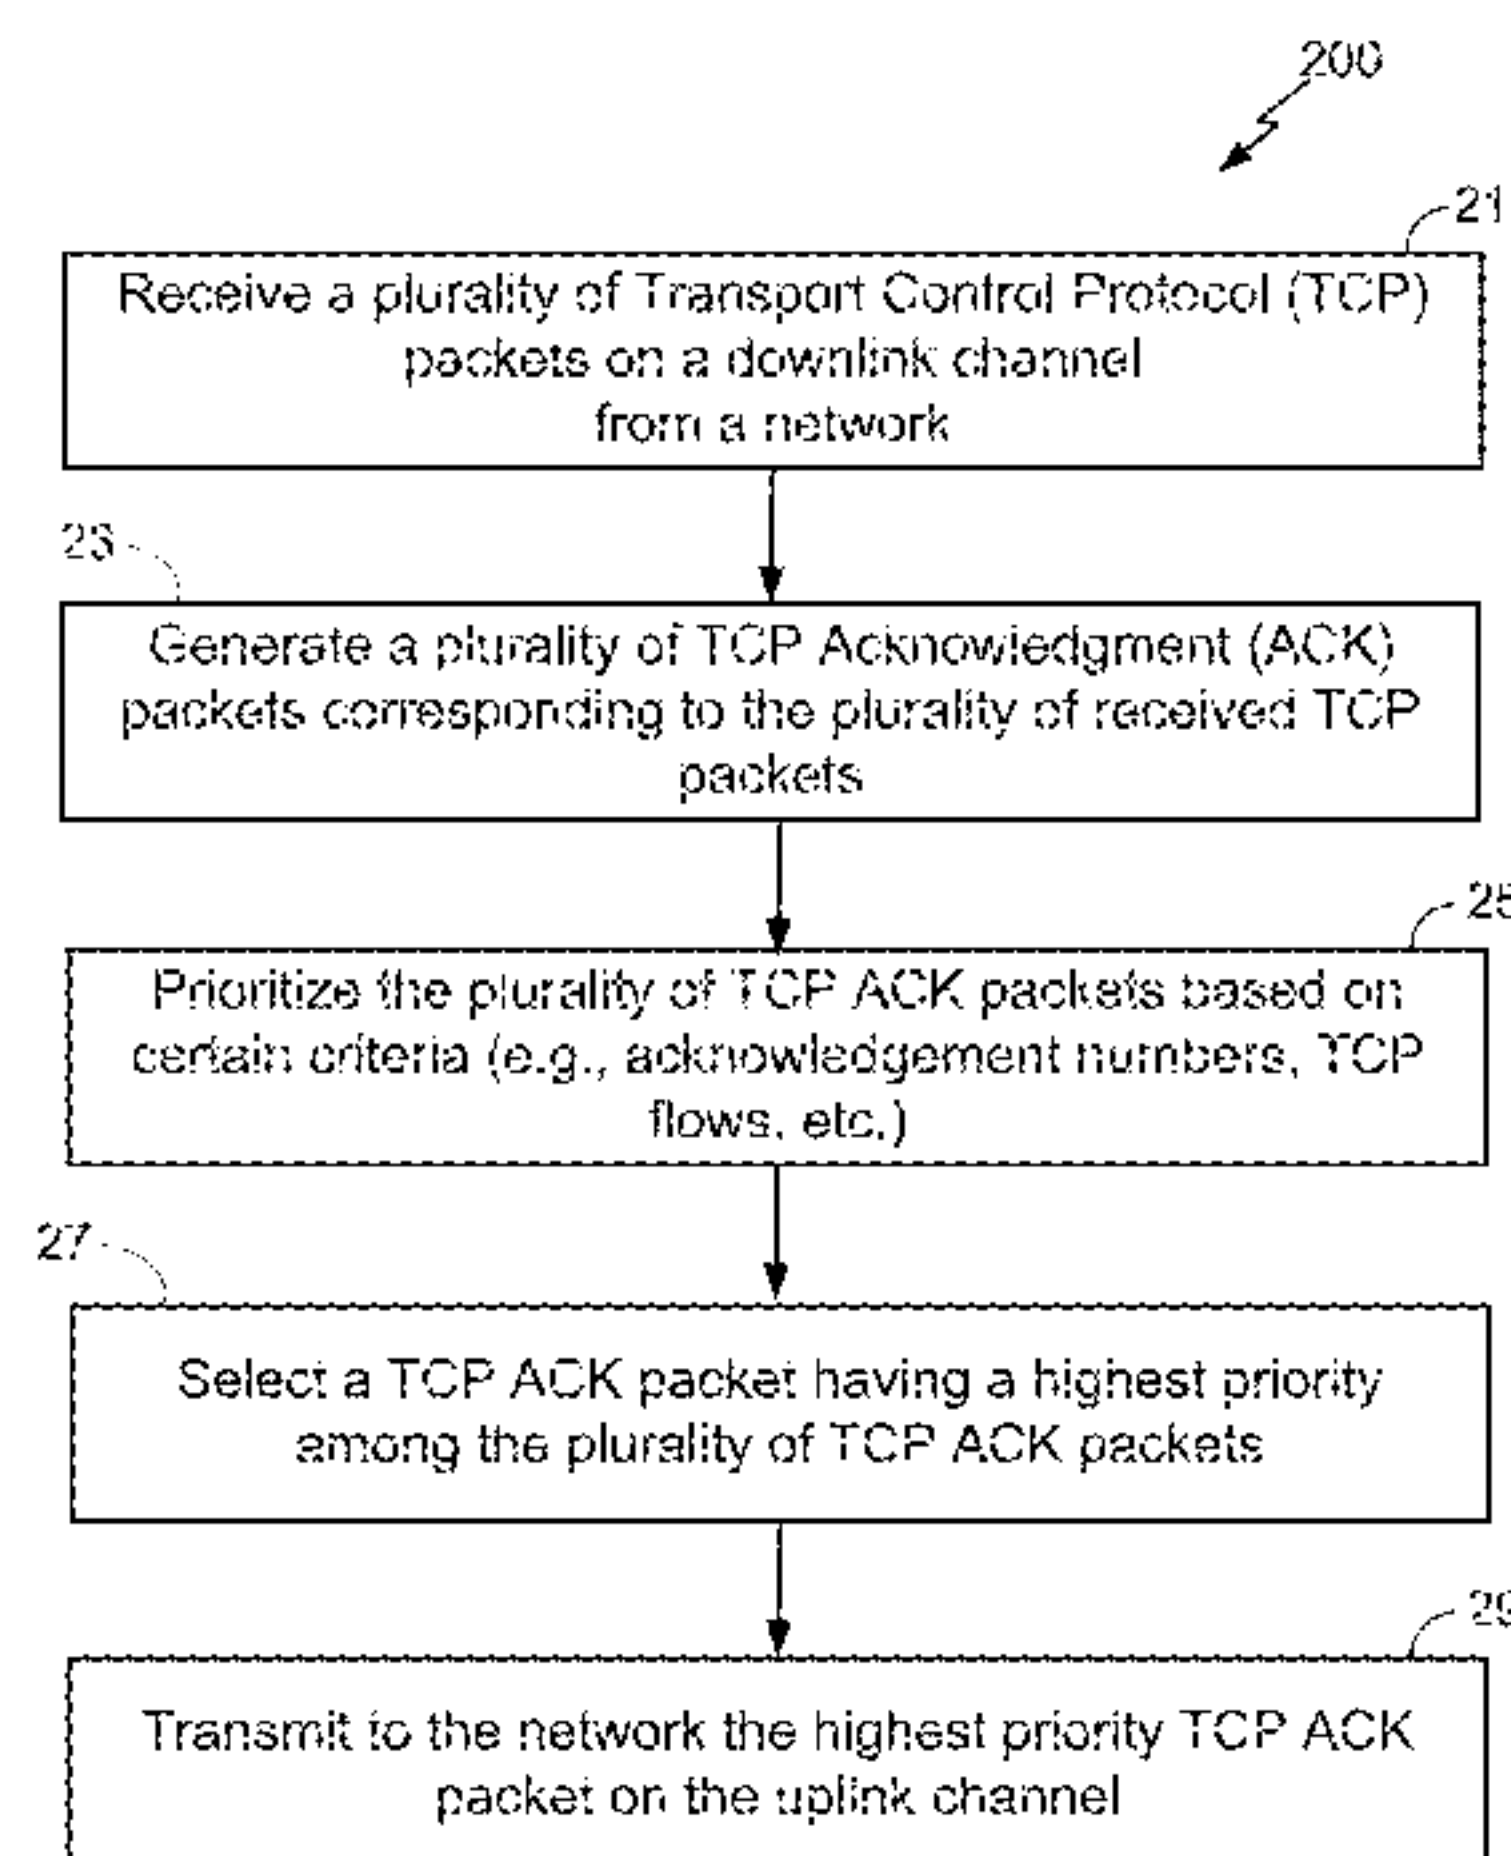 200
21
Receive a plurality of Transport Control Protocol (TCP)
packets on a downlink channel
from a network
23
Generate a plurality of TCP Acknowledgment (ACK)
packets corresponding to the plurality of received TCP
packets
25
Prioritize the plurality of TCP ACK packets based on
certain criteria (e.g., acknowledgement numbers, TCP
flows, etc.)
27
Select a TCP ACK packet having a highest priority
among the plurality of TCP ACK packets
29
Transmit to the network the highest priority TCP ACK
packet on the uplink channel